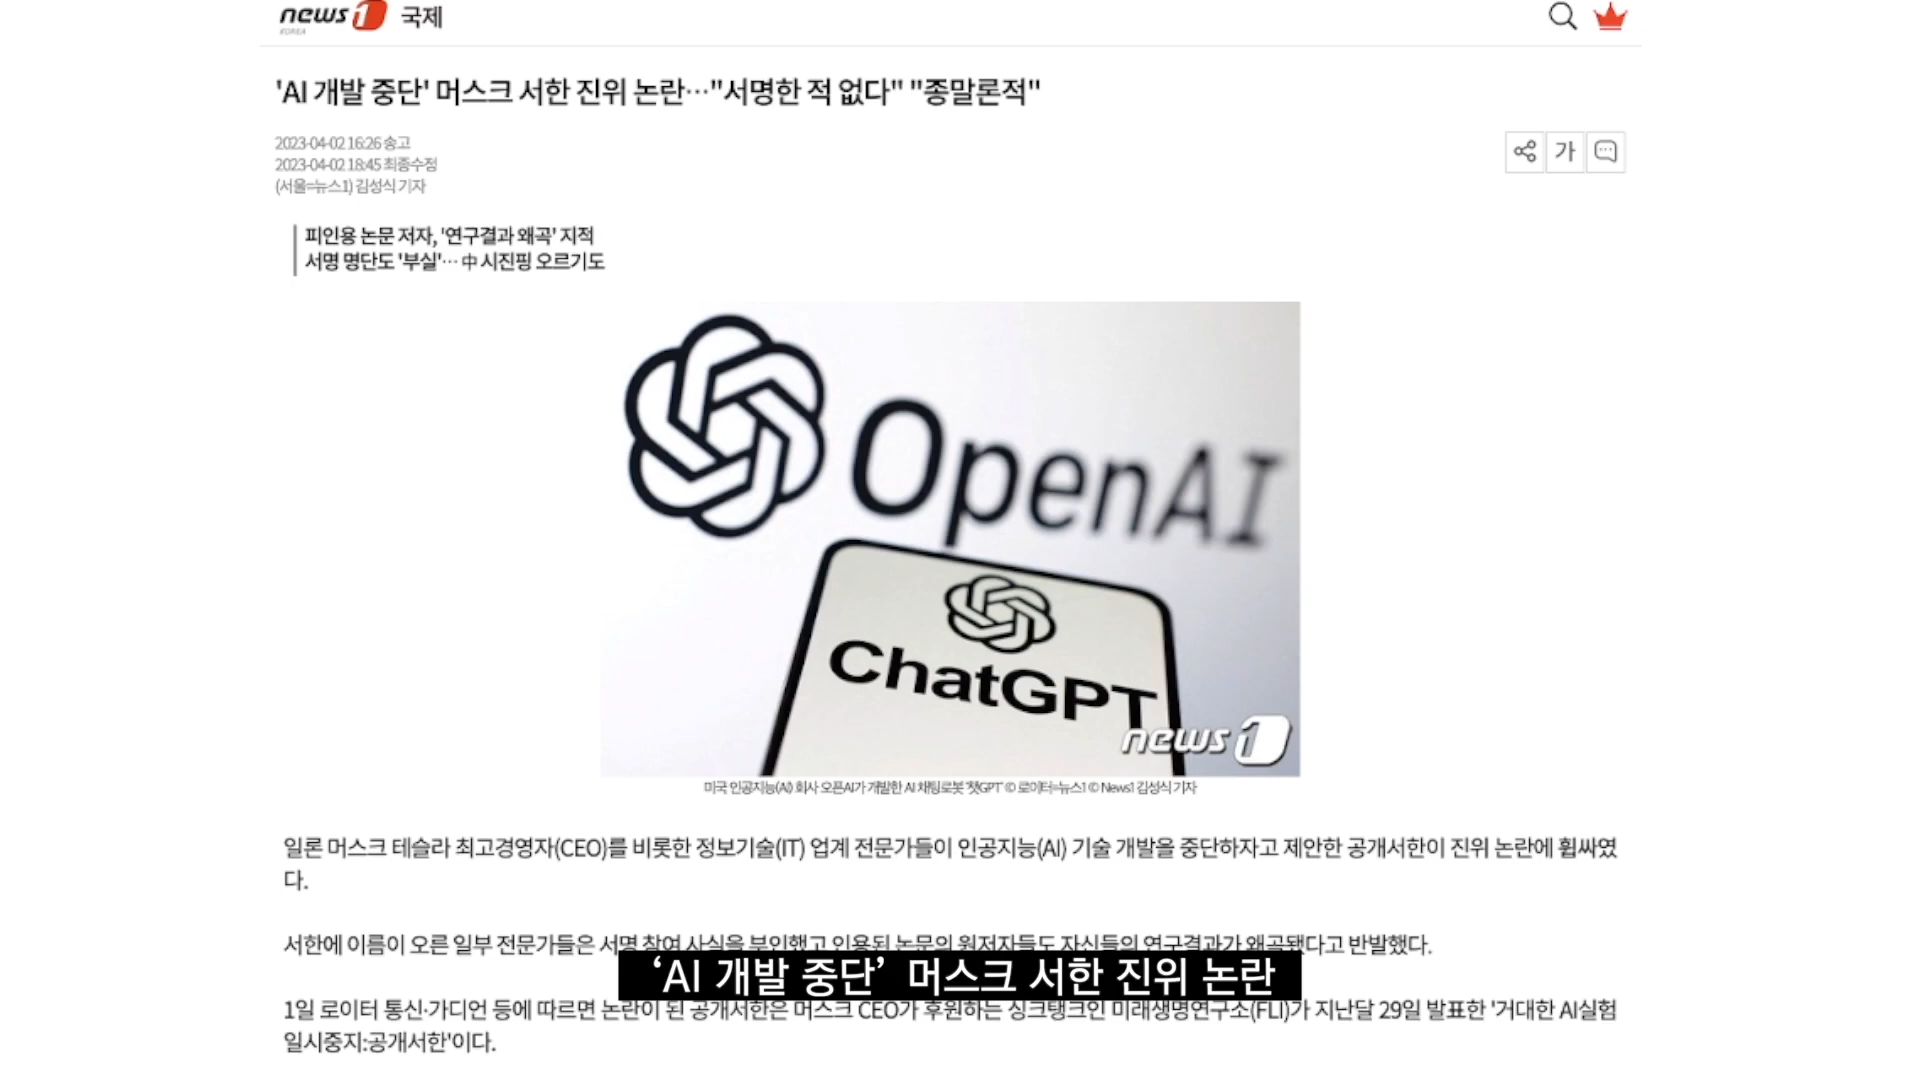 news1
KOREA
국제
'AI 개발 중단' 머스크 서한 진위 논란…"서명한 적 없다" "종말론적"
2023-04-02 16:26 송고
2023-04-02 18:45 최종수정
(서울=뉴스1) 김성식 기자
가
피인용 논문 저자, '연구결과 왜곡' 지적
서명 명단도 '부실'… 中 시진핑 오르기도
OpenAI
ChatGPT
news1
미국 인공지능(AI) 회사 오픈AI가 개발한 AI 채팅로봇 '챗GPT' © 로이터=뉴스1 © News1 김성식 기자
일론 머스크 테슬라 최고경영자(CEO)를 비롯한 정보기술(IT) 업계 전문가들이 인공지능(AI) 기술 개발을 중단하자고 제안한 공개서한이 진위 논란에 휩싸였
다.
서한에 이름이 오른 일부 전문가들은 서명 참여 사실을 부인했고 인용된 논문의 원저자들도 자신들의 연구결과가 왜곡됐다고 반발했다.
‘AI 개발 중단’ 머스크 서한 진위 논란
1일 로이터 통신·가디언 등에 따르면 논란이 된 공개서한은 머스크 CEO가 후원하는 싱크탱크인 미래생명연구소(FLI)가 지난달 29일 발표한 '거대한 AI실험
일시중지:공개서한'이다.